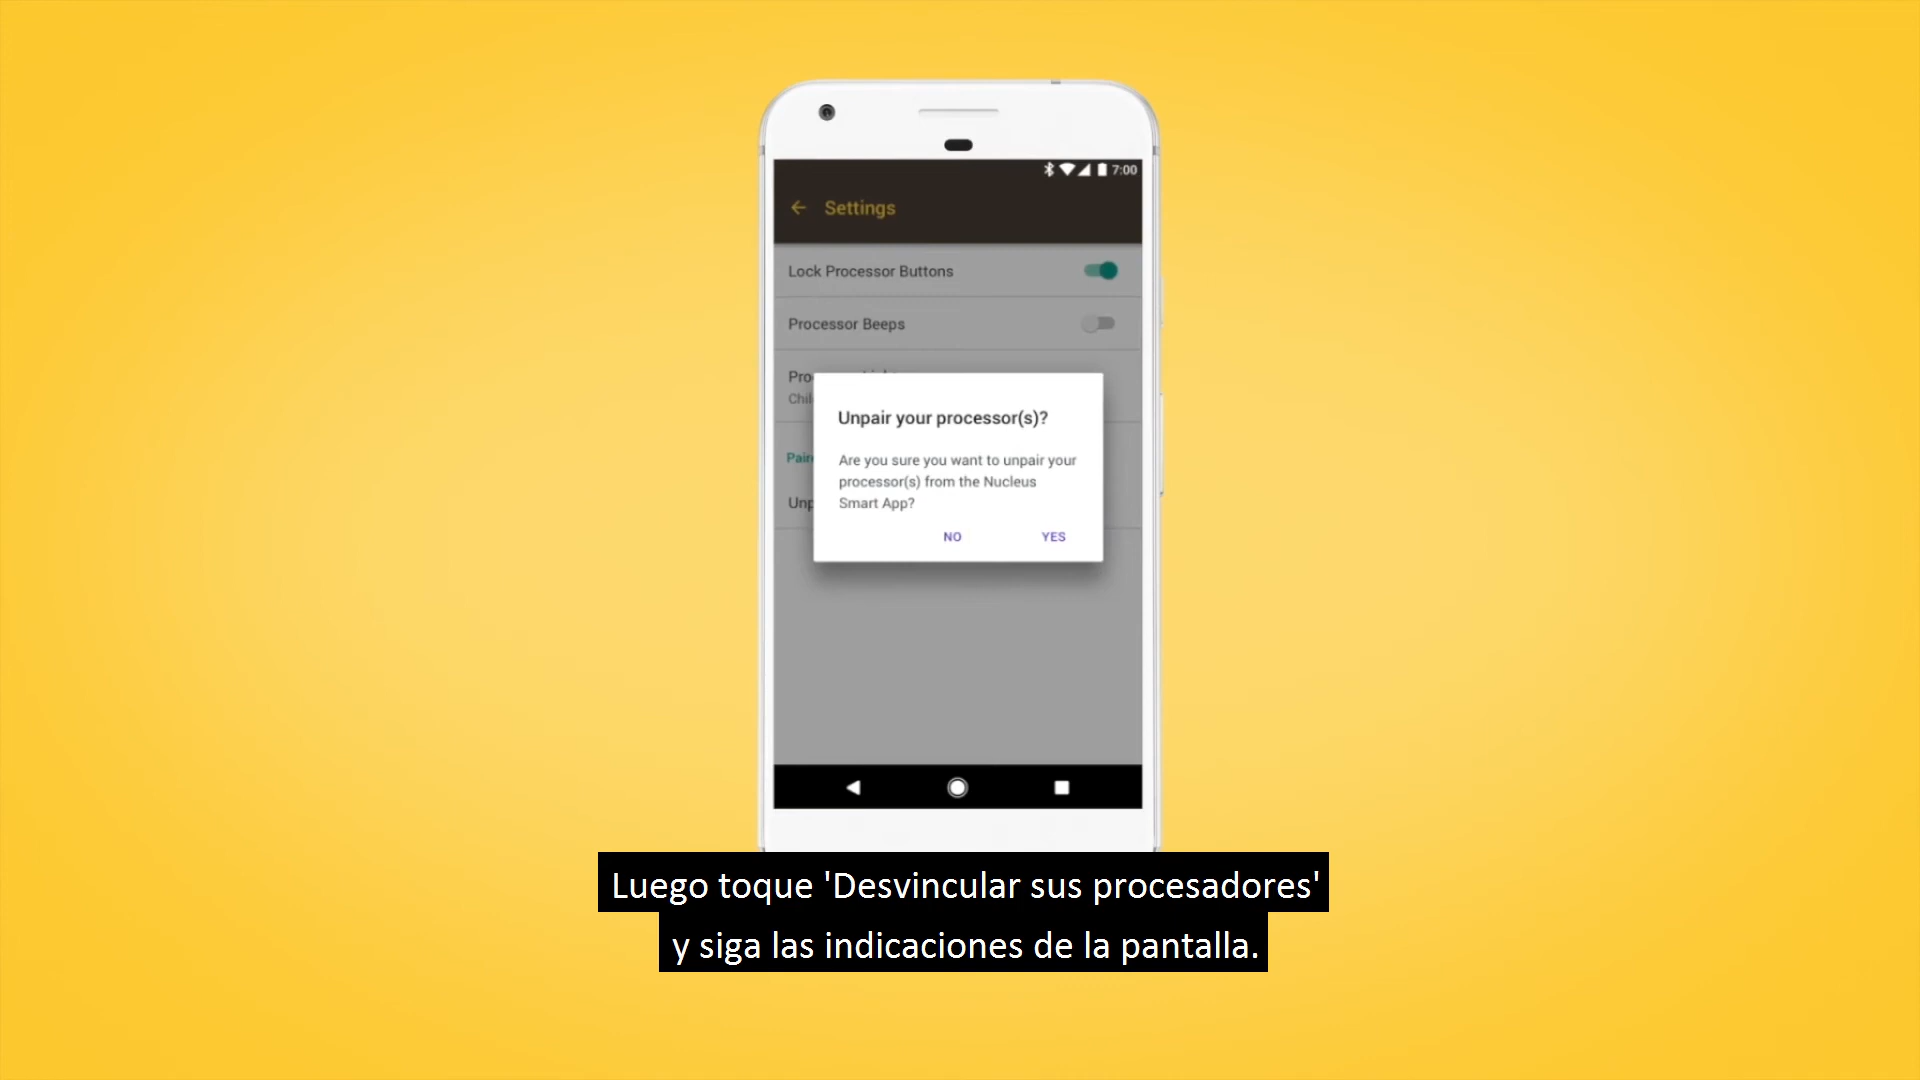 7:00
Settings
Lock Processor Buttons
Processor Beeps
Unpair your processor(s)?
Are you sure you want to unpair your
processor(s) from the Nucleus
Smart App?
NO YES
Luego toque 'Desvincular sus procesadores'
y siga las indicaciones de la pantalla.